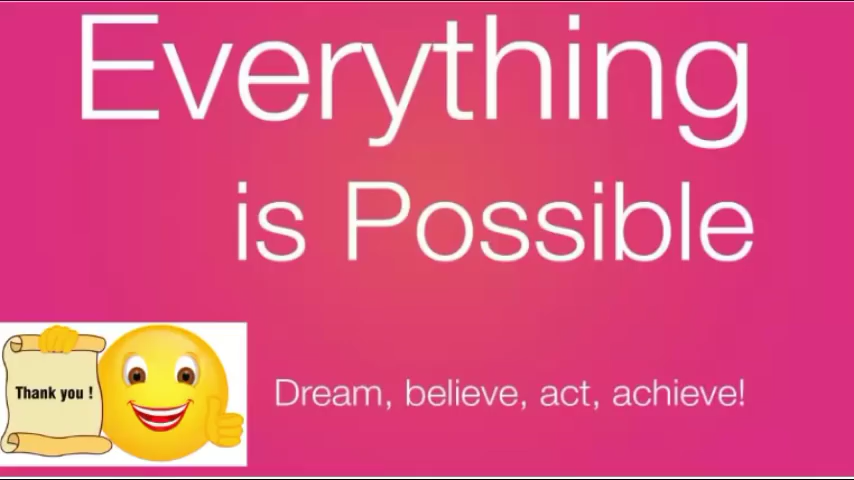 Everything
is Possible
Thank you !
Dream, believe, act, achieve!